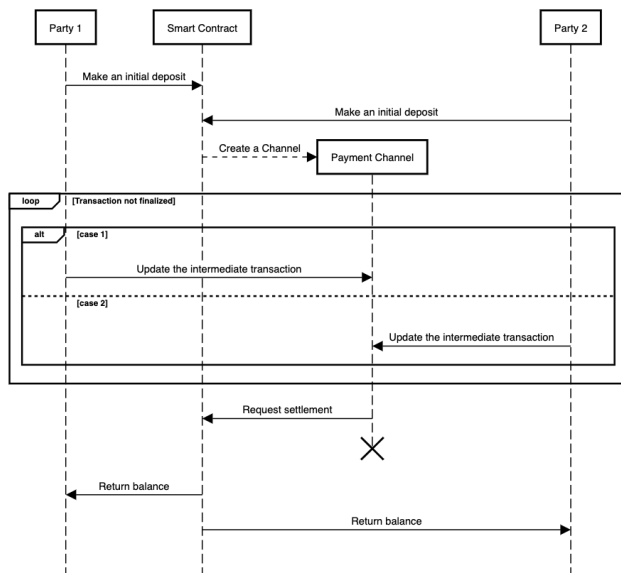 Party 1
Smart Contract
Party 2
Make an initial deposit
Make an initial deposit
Create a Channel
Payment Channel
loop
[Transaction not finalized]
alt
[case 1]
Update the intermediate transaction
[case 2]
Update the intermediate transaction
Request settlement
Return balance
Return balance